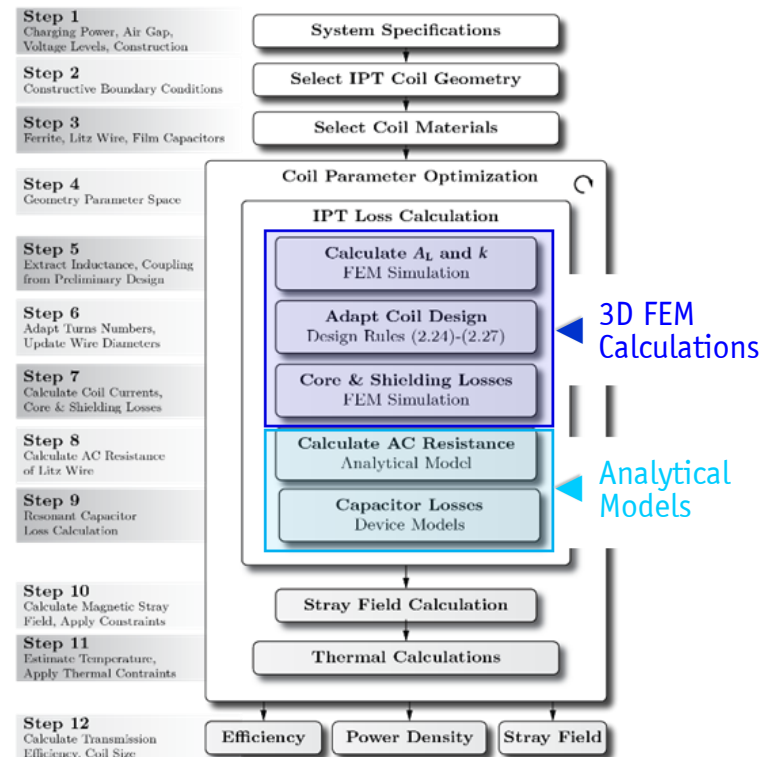 Step 1
Charging Power, Air Gap,
Voltage Levels, Construction
System Specifications
Step 2
Constructive Boundary Conditions
Select IPT Coil Geometry
Step 3
Ferrite, Litz Wire, Film Capacitors
Select Coil Materials
Coil Parameter Optimization
Step 4
Geometry Parameter Space
IPT Loss Calculation
Step 5
Extract Inductance, Coupling
from Preliminary Design
Calculate AL and k
FEM Simulation
Step 6
Adapt Turns Numbers,
Update Wire Diameters
Adapt Coil Design
Design Rules (2.24)-(2.27)
3D FEM
Calculations
Step 7
Calculate Coil Currents,
Core & Shielding Losses
Core & Shielding Losses
FEM Simulation
Step 8
Calculate AC Resistance
of Litz Wire
Calculate AC Resistance
Analytical Model
Analytical
Models
Step 9
Resonant Capacitor
Loss Calculation
Capacitor Losses
Device Models
Step 10
Calculate Magnetic Stray
Field, Apply Constraints
Stray Field Calculation
Step 11
Estimate Temperature,
Apply Thermal Contraints
Thermal Calculations
Step 12
Calculate Transmission
Efficiency, Coil Size
Efficiency
Power Density
Stray Field